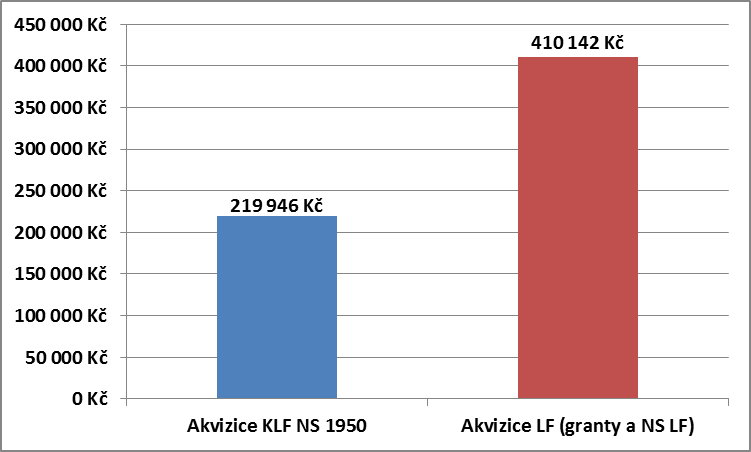 450 000 Kč
400 000 Kč
350 000 Kč
300 000 Kč
250 000 Kč
200 000 Kč
150 000 Kč
100 000 Kč
50 000 Kč
0 Kč
219 946 Kč
410 142 Kč
Akvizice KLF NS 1950
Akvizice LF (granty a NS LF)